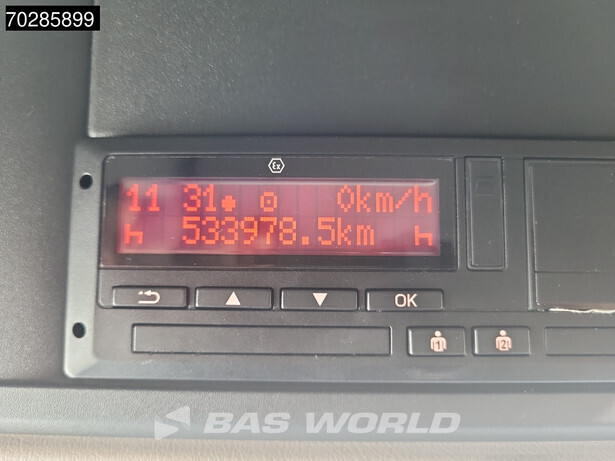 70285899
Ex
11 31 0km/h
h 533978.5km h
OK
1 2
BAS WORLD